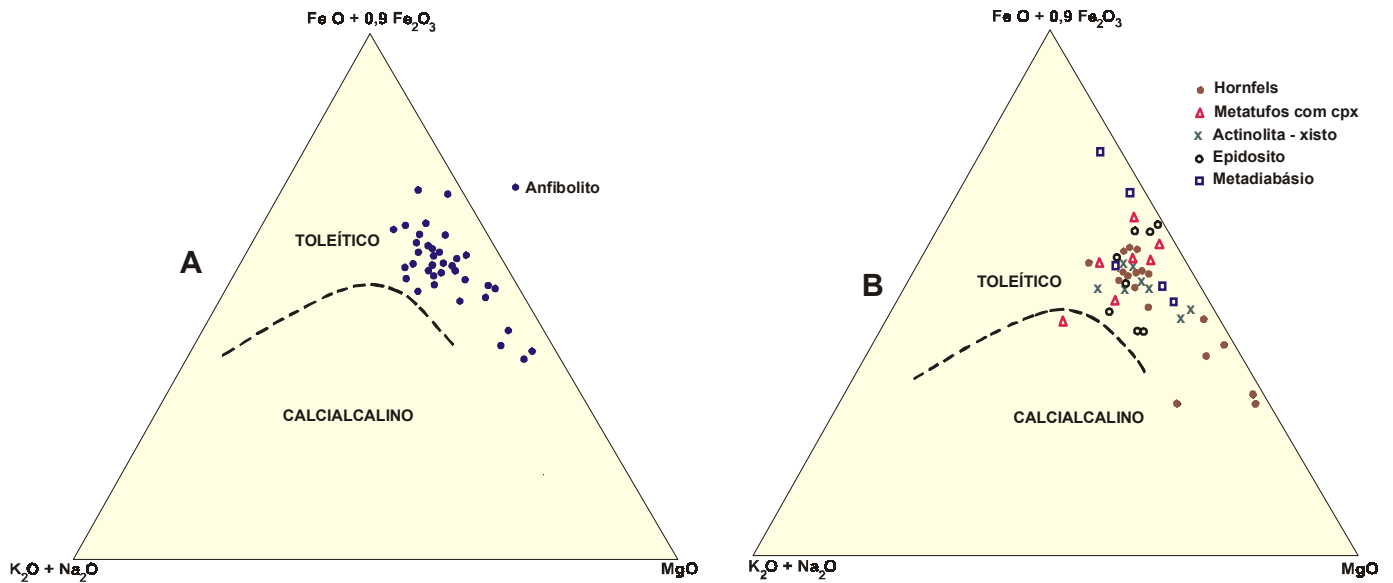 Fe O + 0,9 Fe₂O₃
A
TOLEÍTICO
CALCIALCALINO
Anfibolito
K₂O + Na₂O
MgO
Fe O + 0,9 Fe₂O₃
B
TOLEÍTICO
CALCIALCALINO
Hornfels
Metatufos com cpx
Actinolita - xisto
Epidosito
Metadiabásio
K₂O + Na₂O
MgO